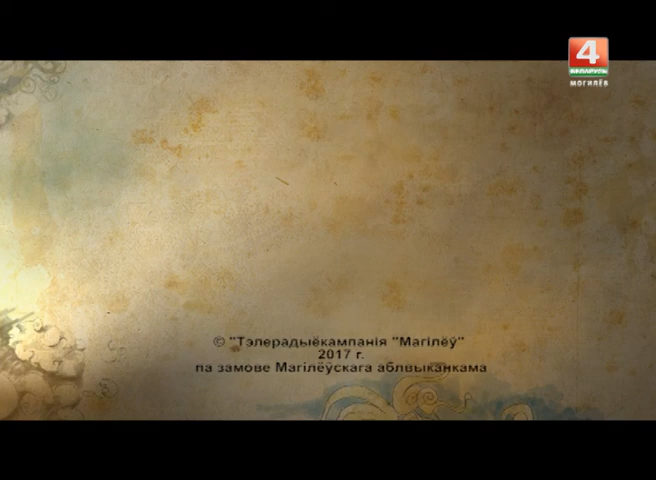 4
БЕЛАРУСЬ
МОГИЛЁВ
© "Тэлерадыёкампанія "Магілёў"
2017 г.
па замове Магілёўскага аблвыканкама